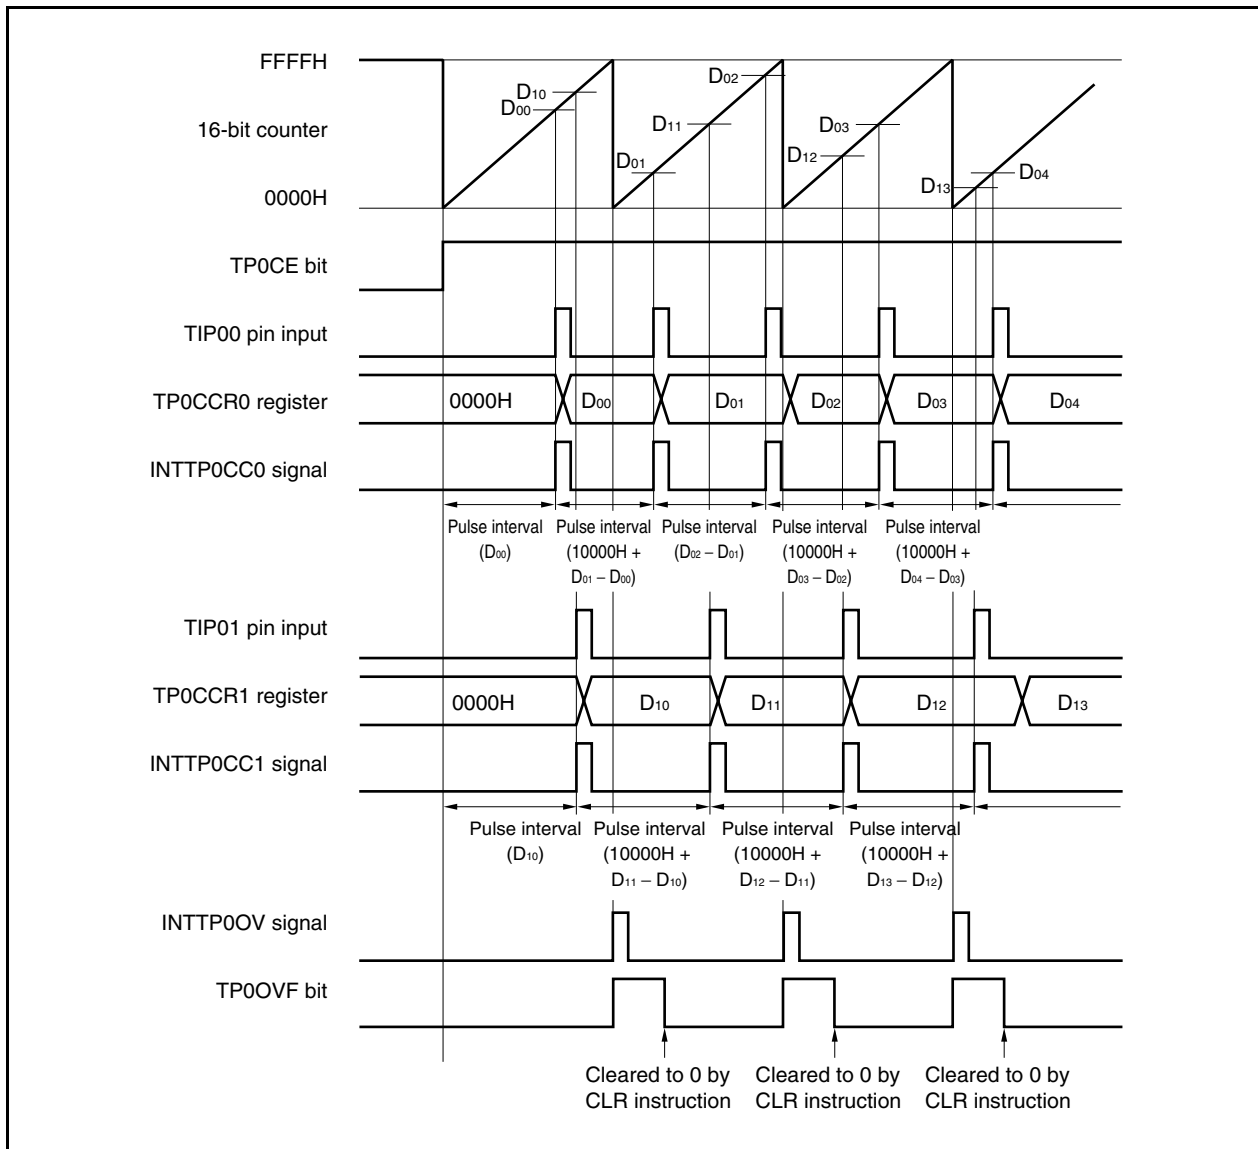 FFFFH
D10
D00
D02
16-bit counter
D11
D03
D01
D12
D13
D04
0000H
TP0CE bit
TIP00 pin input
TP0CCR0 register
0000H
D00
D01
D02
D03
D04
INTTP0CC0 signal
Pulse interval
(D00)
Pulse interval
(10000H +
D01 – D00)
Pulse interval
(D02 – D01)
Pulse interval
(10000H +
D03 – D02)
Pulse interval
(10000H +
D04 – D03)
TIP01 pin input
TP0CCR1 register
0000H
D10
D11
D12
D13
INTTP0CC1 signal
Pulse interval
(D10)
Pulse interval
(10000H +
D11 – D10)
Pulse interval
(10000H +
D12 – D11)
Pulse interval
(10000H +
D13 – D12)
INTTP0OV signal
TP0OVF bit
Cleared to 0 by
CLR instruction
Cleared to 0 by
CLR instruction
Cleared to 0 by
CLR instruction